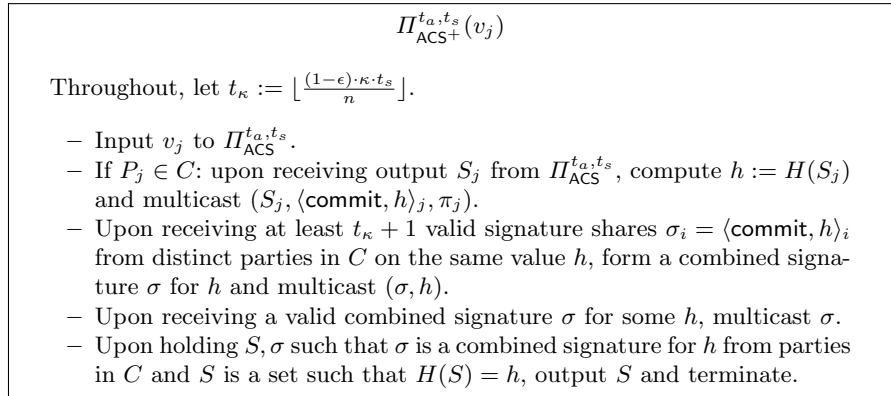 Π^{t_a,t_s}_{ACS^+}(v_j)
Throughout, let t_κ := ⌊\frac{(1−ϵ)·κ·t_s}{n}⌋.
– Input v_j to Π^{t_a,t_s}_{ACS}.
– If P_j ∈ C: upon receiving output S_j from Π^{t_a,t_s}_{ACS}, compute h := H(S_j)
and multicast (S_j, ⟨commit, h⟩_j, π_j).
– Upon receiving at least t_κ + 1 valid signature shares σ_i = ⟨commit, h⟩_i
from distinct parties in C on the same value h, form a combined signa-
ture σ for h and multicast (σ, h).
– Upon receiving a valid combined signature σ for some h, multicast σ.
– Upon holding S, σ such that σ is a combined signature for h from parties
in C and S is a set such that H(S) = h, output S and terminate.